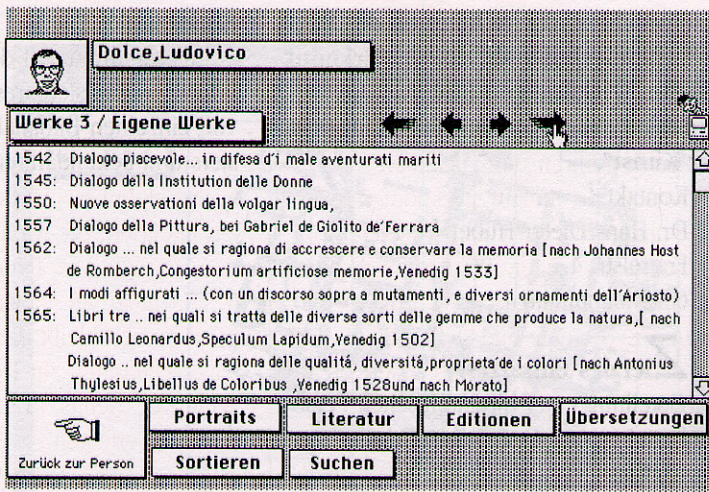 Dolce,Ludovico
Werke 3 / Eigene Werke
1542 Dialogo piacevole... in difesa d´i male aventurati mariti
1545: Dialogo della Institution delle Donne
1550: Nuove osservationi della volgar lingua,
1557 Dialogo della Pittura, bei Gabriel de Giolito de´Ferrara
1562: Dialogo ... nel quale si ragiona di accrescere e conservare la memoria [nach Johannes Host
de Romberch,Congestorium artificiose memorie,Venedig 1533]
1564: I modi affigurati ... (con un discorso sopra a mutamenti, e diversi ornamenti dell´Ariosto)
1565: Libri tre .. nei quali si tratta delle diverse sorti delle gemme che produce la natura,[ nach
Camillo Leonardus,Speculum Lapidum,Venedig 1502]
Dialogo .. nel quale si ragiona delle qualitá, diversitá,proprieta´de i colori [nach Antonius
Thylesius,Libellus de Coloribus ,Venedig 1528und nach Morato]
Portraits Literatur Editionen Übersetzungen
Zurück zur Person Sortieren Suchen